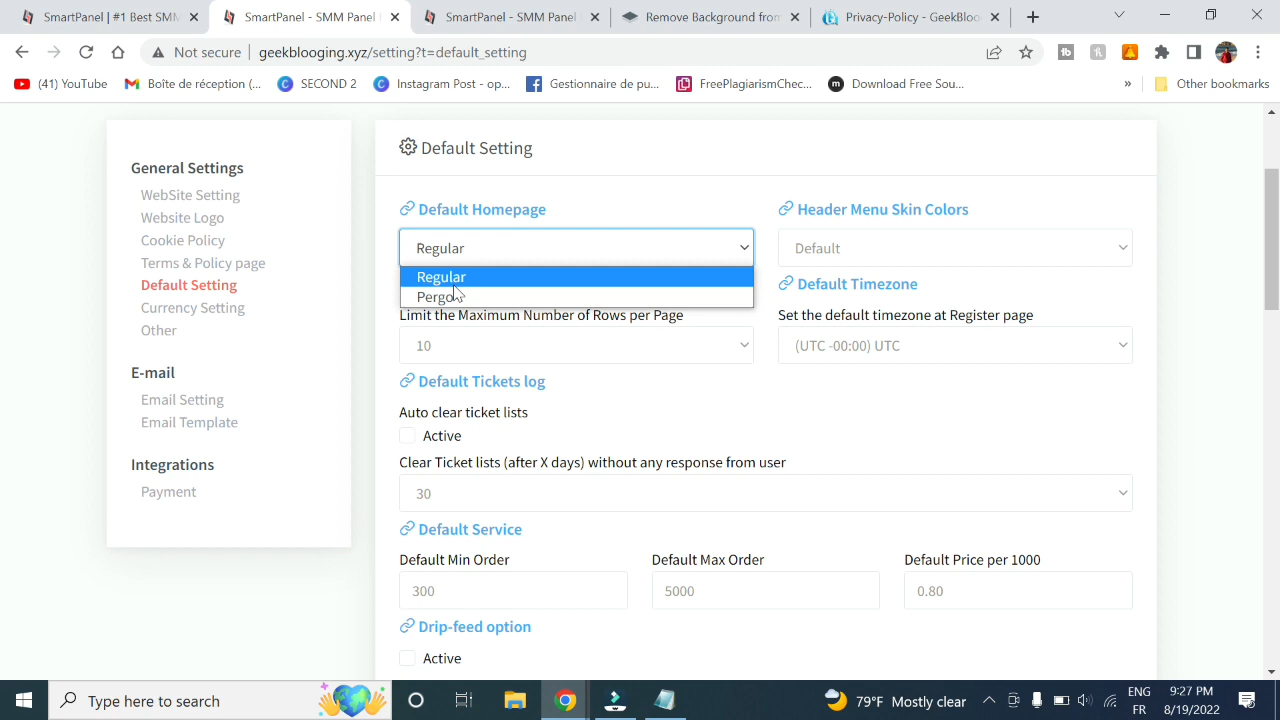 SmartPanel | #1 Best SMM
SmartPanel - SMM Panel
SmartPanel - SMM Panel
Remove Background from
Privacy-Policy - GeekBloo
Not secure | geekblooging.xyz/setting?t=default_setting
(41) YouTube
Boîte de réception (...
SECOND 2
Instagram Post - op...
Gestionnaire de pu...
FreePlagiarismChec...
Download Free Sou...
»
Other bookmarks
General Settings
WebSite Setting
Website Logo
Cookie Policy
Terms & Policy page
Default Setting
Currency Setting
Other
E-mail
Email Setting
Email Template
Integrations
Payment
Default Setting
Default Homepage
Regular
Regular
Pergo
Header Menu Skin Colors
Default
Limit the Maximum Number of Rows per Page
10
Default Timezone
Set the default timezone at Register page
(UTC -00:00) UTC
Default Tickets log
Auto clear ticket lists
Active
Clear Ticket lists (after X days) without any response from user
30
Default Service
Default Min Order
300
Default Max Order
5000
Default Price per 1000
0.80
Drip-feed option
Active
Type here to search
79°F Mostly clear
ENG
FR
9:27 PM
8/19/2022